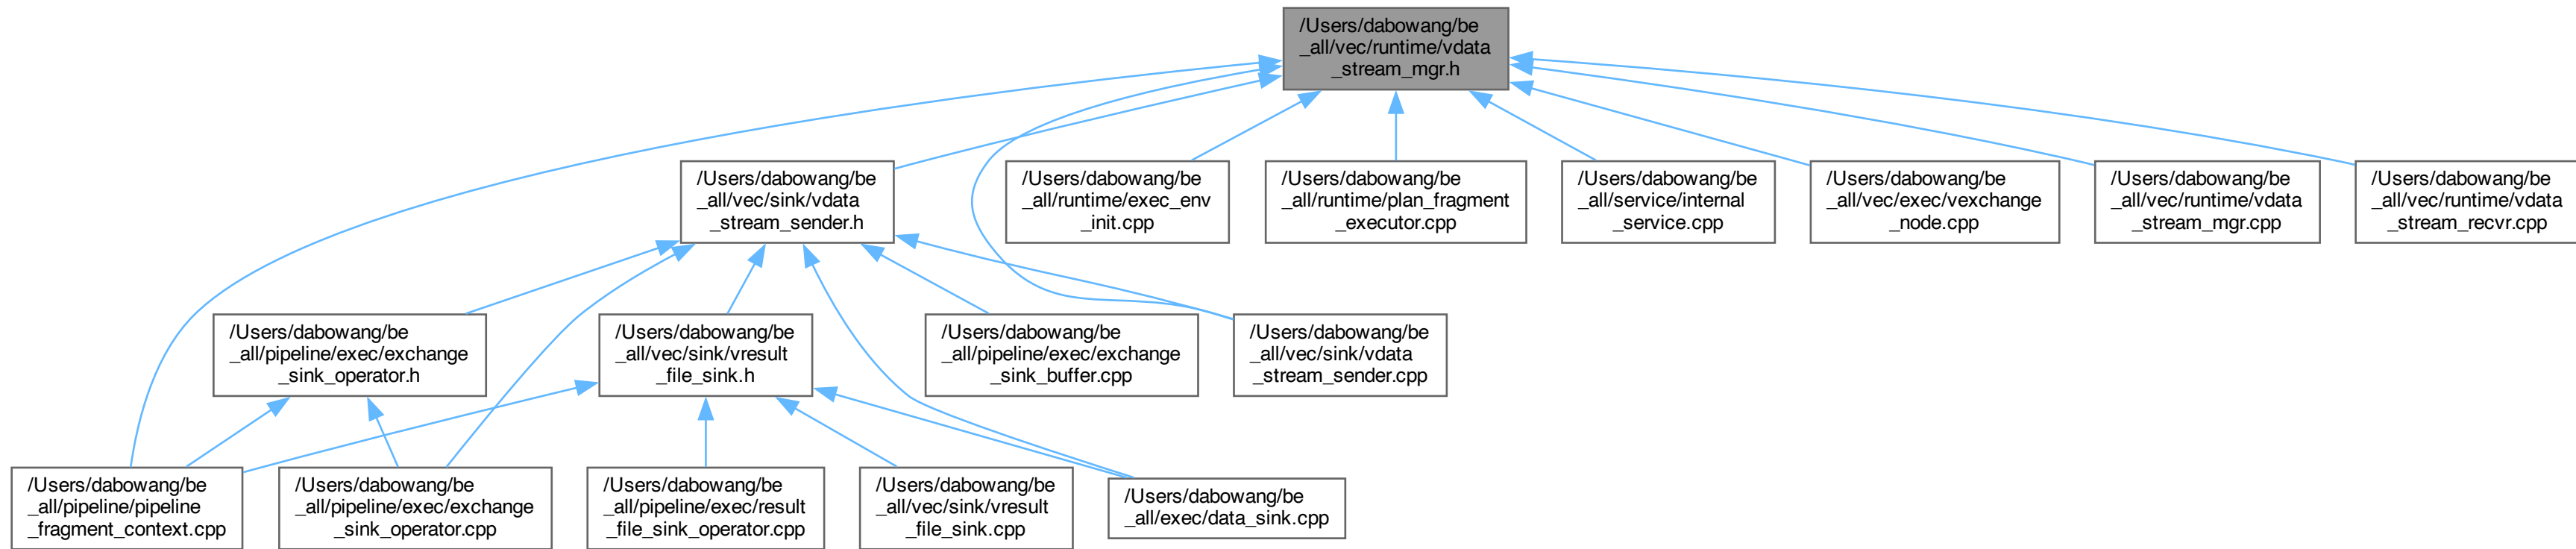 /Users/dabowang/be
_all/vec/runtime/vdata
_stream_mgr.h
/Users/dabowang/be
_all/vec/sink/vdata
_stream_sender.h
/Users/dabowang/be
_all/runtime/exec_env
_init.cpp
/Users/dabowang/be
_all/runtime/plan_fragment
_executor.cpp
/Users/dabowang/be
_all/service/internal
_service.cpp
/Users/dabowang/be
_all/vec/exec/vexchange
_node.cpp
/Users/dabowang/be
_all/vec/runtime/vdata
_stream_mgr.cpp
/Users/dabowang/be
_all/vec/runtime/vdata
_stream_recvr.cpp
/Users/dabowang/be
_all/pipeline/exec/exchange
_sink_operator.h
/Users/dabowang/be
_all/vec/sink/vresult
_file_sink.h
/Users/dabowang/be
_all/pipeline/exec/exchange
_sink_buffer.cpp
/Users/dabowang/be
_all/vec/sink/vdata
_stream_sender.cpp
/Users/dabowang/be
_all/pipeline/pipeline
_fragment_context.cpp
/Users/dabowang/be
_all/pipeline/exec/exchange
_sink_operator.cpp
/Users/dabowang/be
_all/pipeline/exec/result
_file_sink_operator.cpp
/Users/dabowang/be
_all/vec/sink/vresult
_file_sink.cpp
/Users/dabowang/be
_all/exec/data_sink.cpp